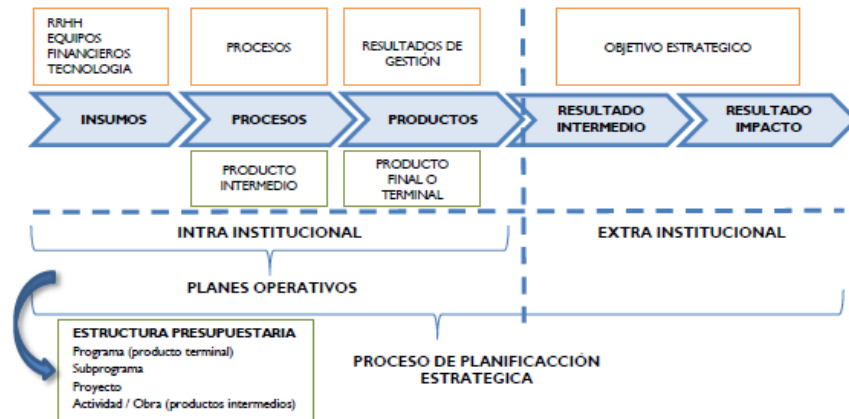 RRHH
EQUIPOS
FINANCIEROS
TECNOLOGIA
PROCESOS
RESULTADOS DE
GESTIÓN
OBJETIVO ESTRATEGICO
INSUMOS
PROCESOS
PRODUCTOS
RESULTADO
INTERMEDIO
RESULTADO
IMPACTO
PRODUCTO
INTERMEDIO
PRODUCTO
FINAL O
TERMINAL
INTRA INSTITUCIONAL
EXTRA INSTITUCIONAL
PLANES OPERATIVOS
ESTRUCTURA PRESUPUESTARIA
Programa (producto terminal)
Subprograma
Proyecto
Actividad / Obra (productos intermedios)
PROCESO DE PLANIFICACCIÓN
ESTRATEGICA